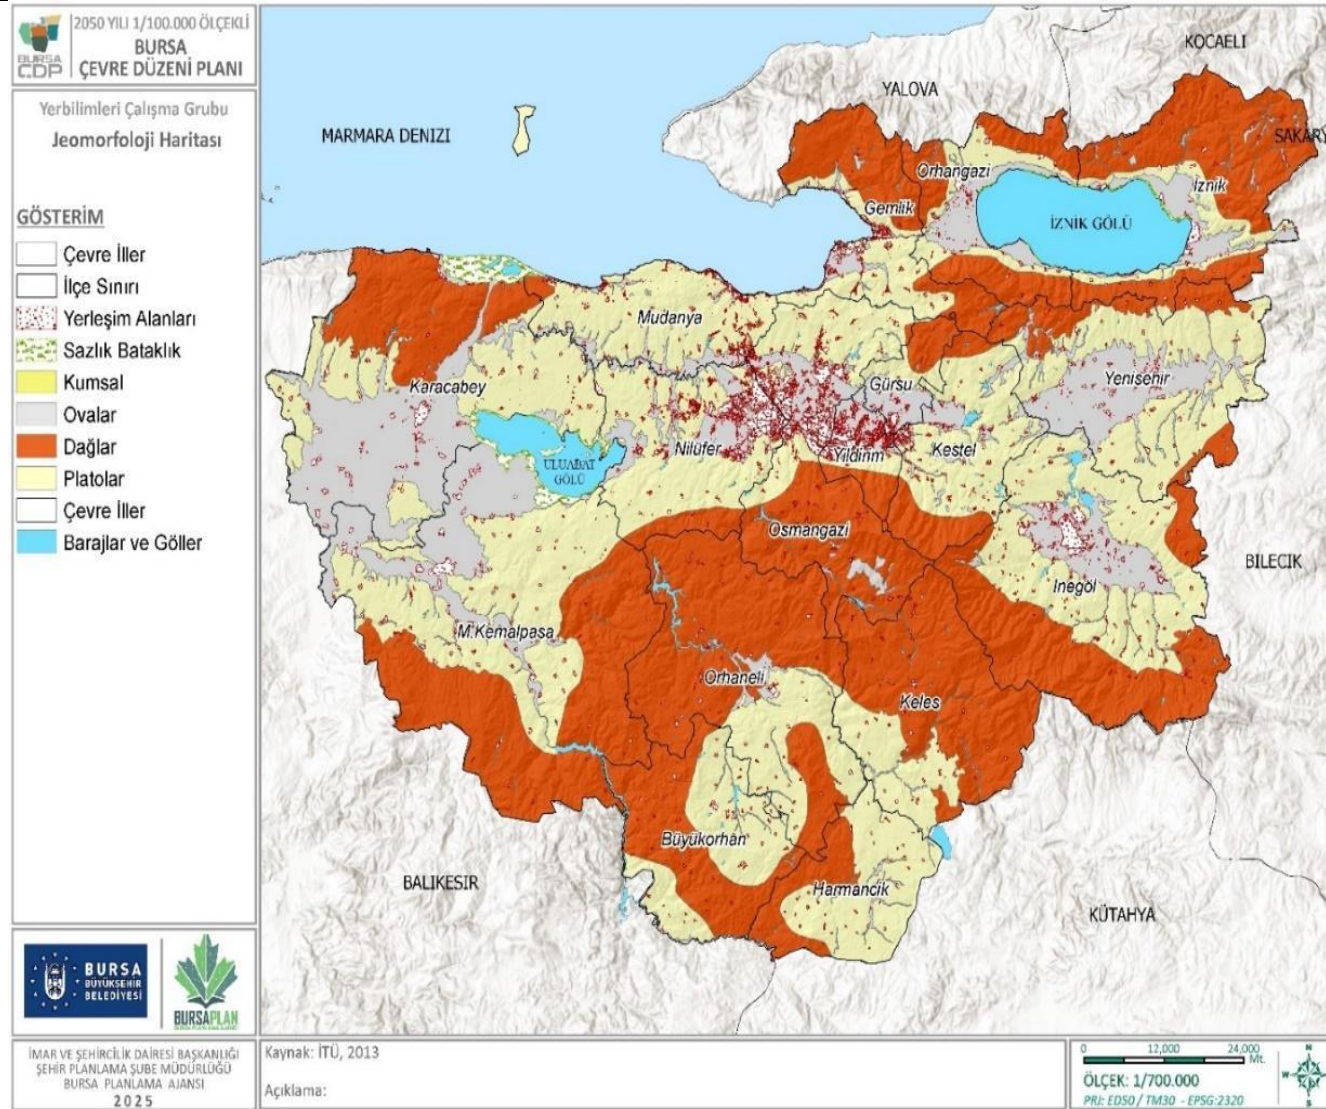 2050 YILI 1/100.000 ÖLÇEKLİ
BURSA
ÇEVRE DÜZENİ PLANI
BURSA
ÇDP
Yerbilimleri Çalışma Grubu
Jeomorfoloji Haritası
GÖSTERİM
Çevre İller
İlçe Sınırı
Yerleşim Alanları
Sazlık Bataklık
Kumsal
Ovalar
Dağlar
Platolar
Çevre İller
Barajlar ve Göller
KOCAELI
YALOVA
MARMARA DENIZI
SAKARY
Orhangazi
Iznik
Gemlik
İZNİK GÖLÜ
Mudanya
Karacabey
Gürsu
Yenişehir
Nilüfer
Yıldırım
Kestel
ULUABAT
GÖLÜ
Osmangazi
BILECIK
Inegöl
M.Kemalpaşa
Orhaneli
Keles
Büyükorhan
Harmancık
BALIKESIR
KÜTAHYA
BURSA
BÜYÜKŞEHİR
BELEDİYESİ
BURSAPLAN
İMAR VE ŞEHİRCİLİK DAİRESİ BAŞKANLIĞI
ŞEHİR PLANLAMA ŞUBE MÜDÜRLÜĞÜ
BURSA PLANLAMA AJANSI
2025
Kaynak: İTÜ, 2013
Açıklama:
0 12,000 24,000
Mt.
ÖLÇEK: 1/700.000
PRJ: ED50 / TM30 - EPSG:2320
N
W
E
S